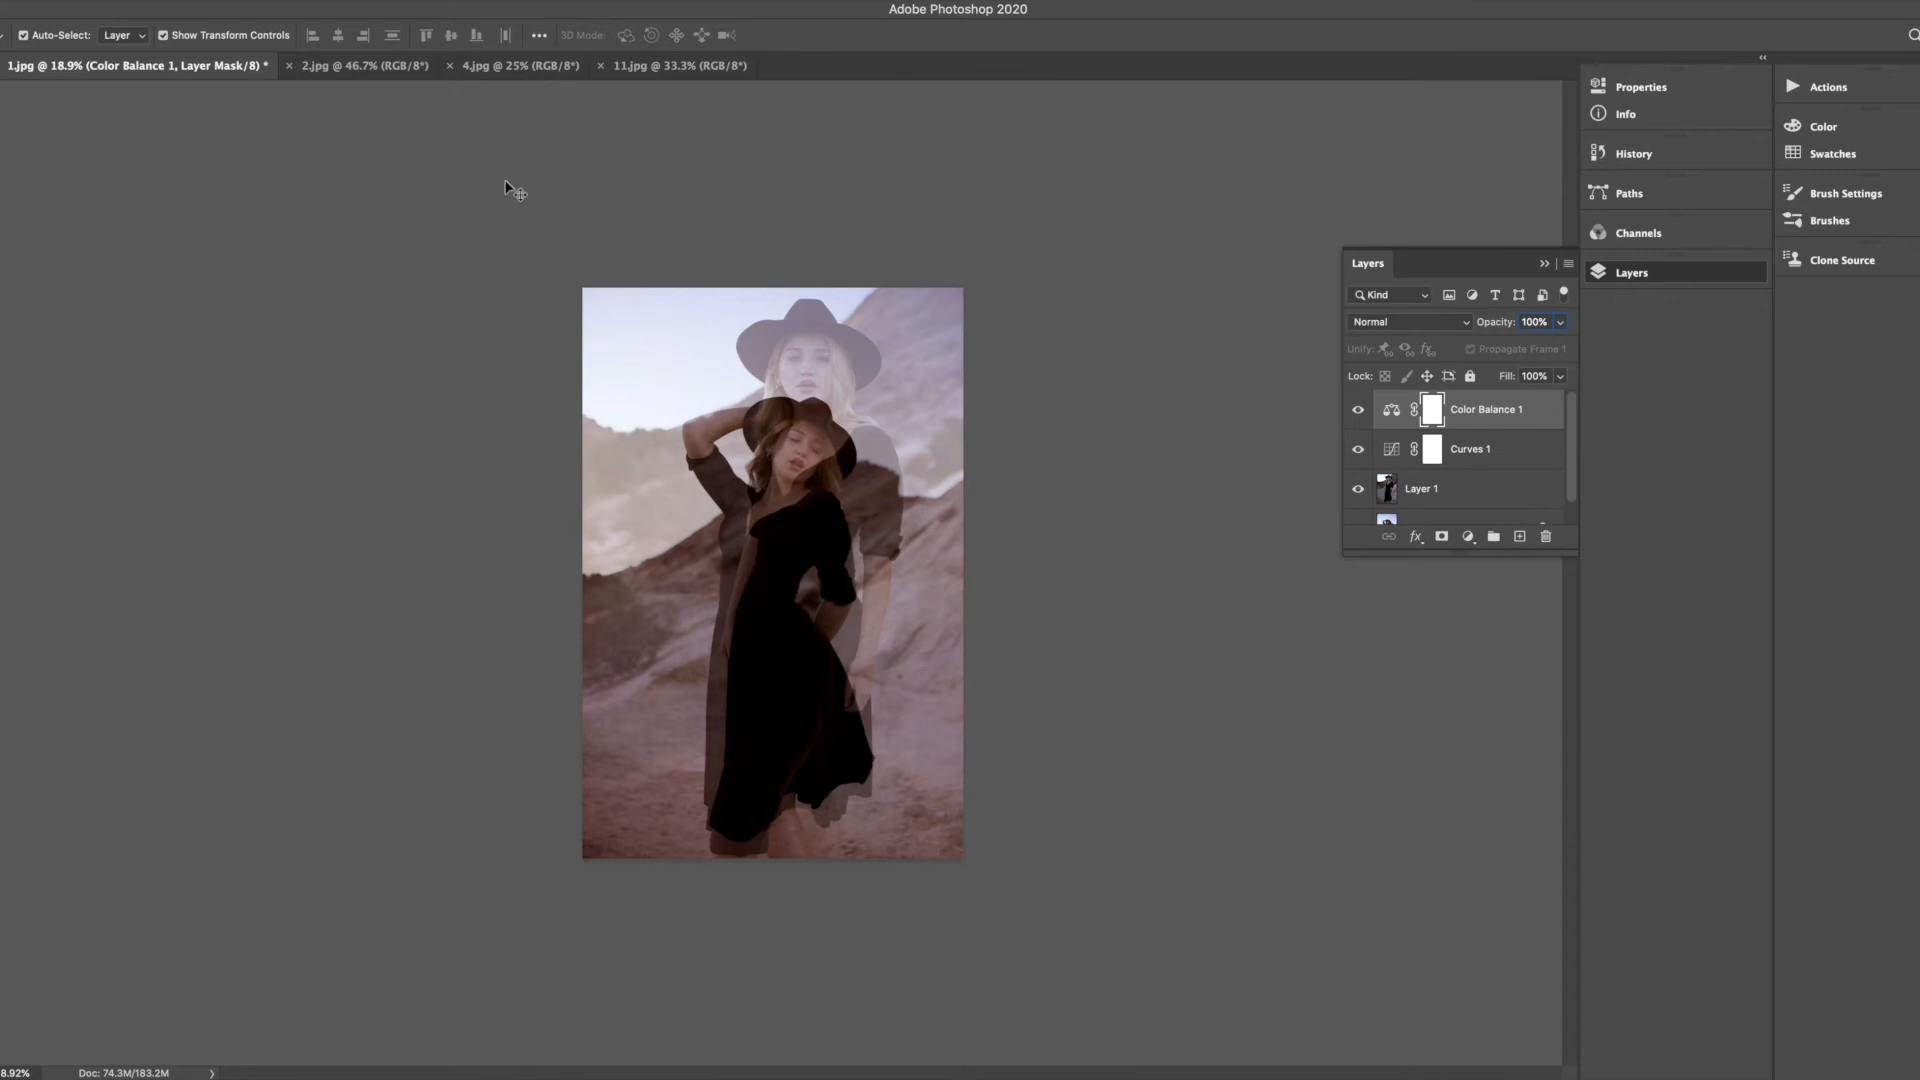 Adobe Photoshop 2020
Auto-Select: Layer Show Transform Controls 3D Mode:
1.jpg @ 18.9% (Color Balance 1, Layer Mask/8) * 2.jpg @ 46.7% (RGB/8*) 4.jpg @ 25% (RGB/8*) 11.jpg @ 33.3% (RGB/8*)
Properties
Info
History
Paths
Channels
Layers
Actions
Color
Swatches
Brush Settings
Brushes
Clone Source
Layers
Kind
Normal Opacity: 100%
Unify: Propagate Frame 1
Lock: Fill: 100%
Color Balance 1
Curves 1
Layer 1
fx
8.92% Doc: 74.3M/183.2M